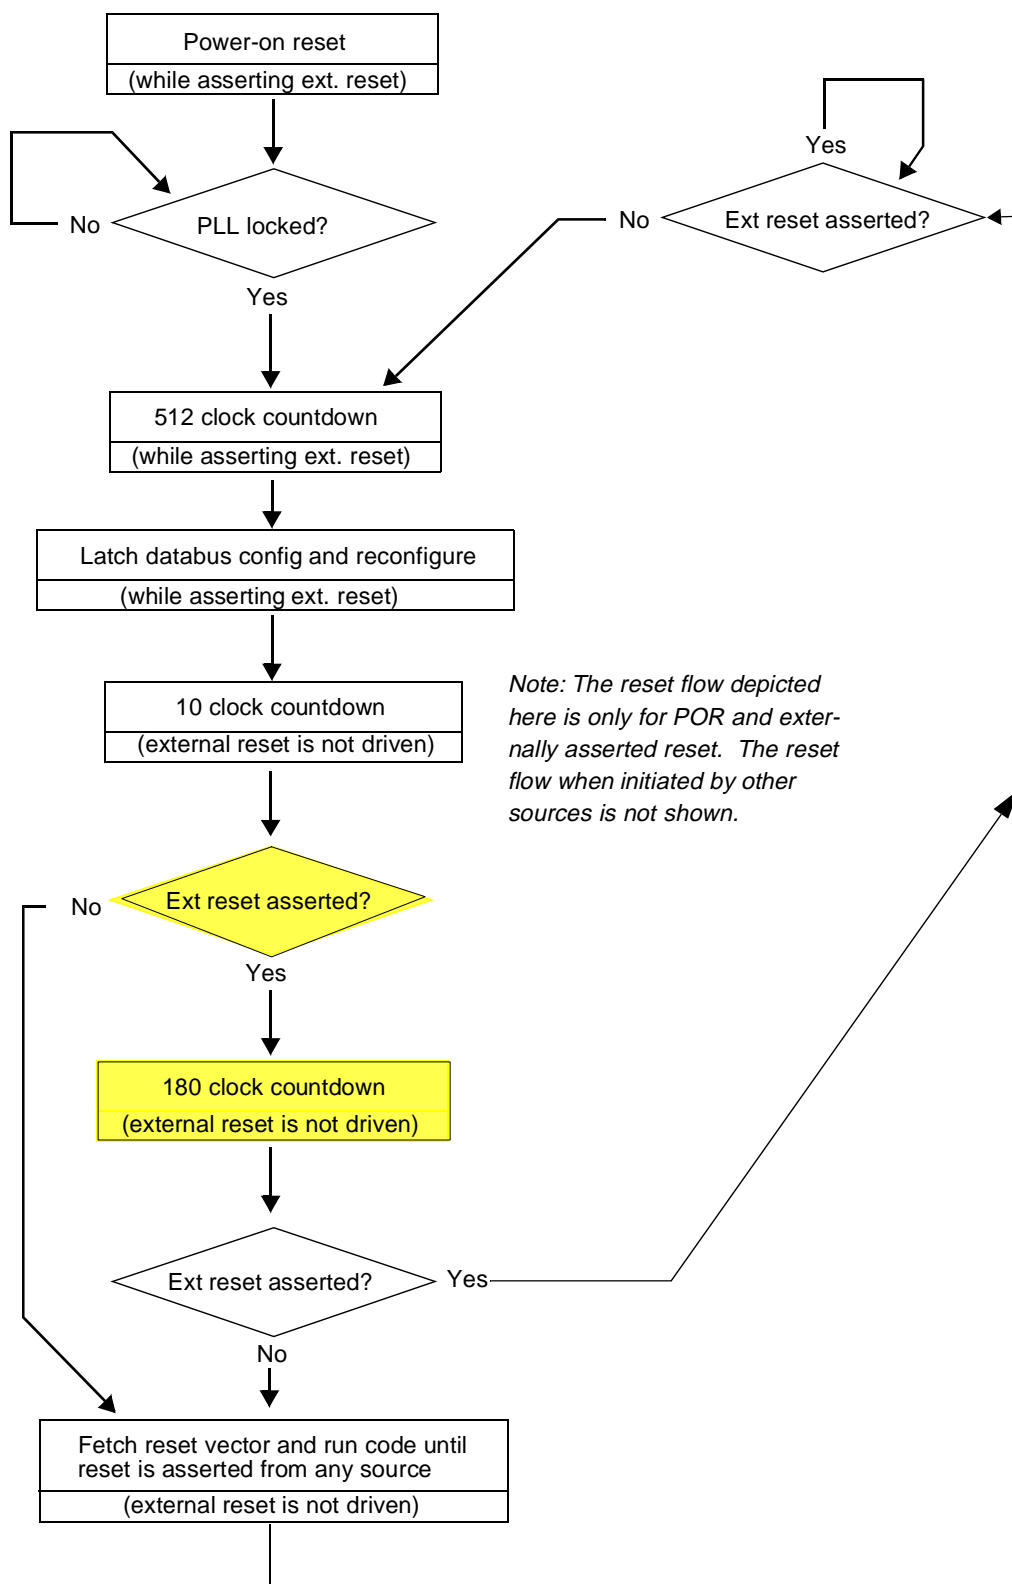 Power-on reset
(while asserting ext. reset)
Yes
No
PLL locked?
No
Ext reset asserted?
Yes
512 clock countdown
(while asserting ext. reset)
Latch databus config and reconfigure
(while asserting ext. reset)
10 clock countdown
(external reset is not driven)
Note: The reset flow depicted
here is only for POR and exter-
nally asserted reset.  The reset
flow when initiated by other
sources is not shown.
No
Ext reset asserted?
Yes
180 clock countdown
(external reset is not driven)
Ext reset asserted?
Yes
No
Fetch reset vector and run code until
reset is asserted from any source
(external reset is not driven)